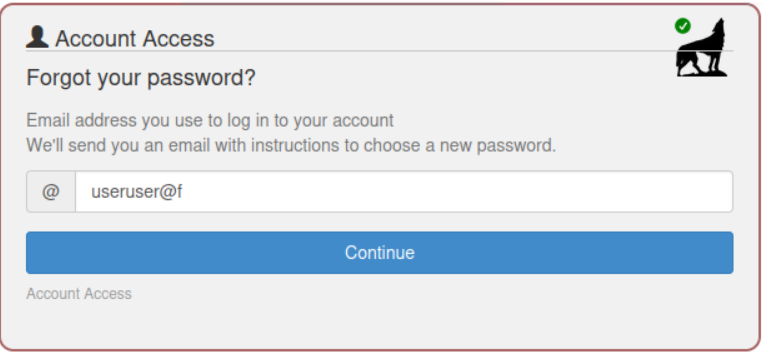 Account Access
Forgot your password?
Email address you use to log in to your account
We'll send you an email with instructions to choose a new password.
@ useruser@f
Continue
Account Access